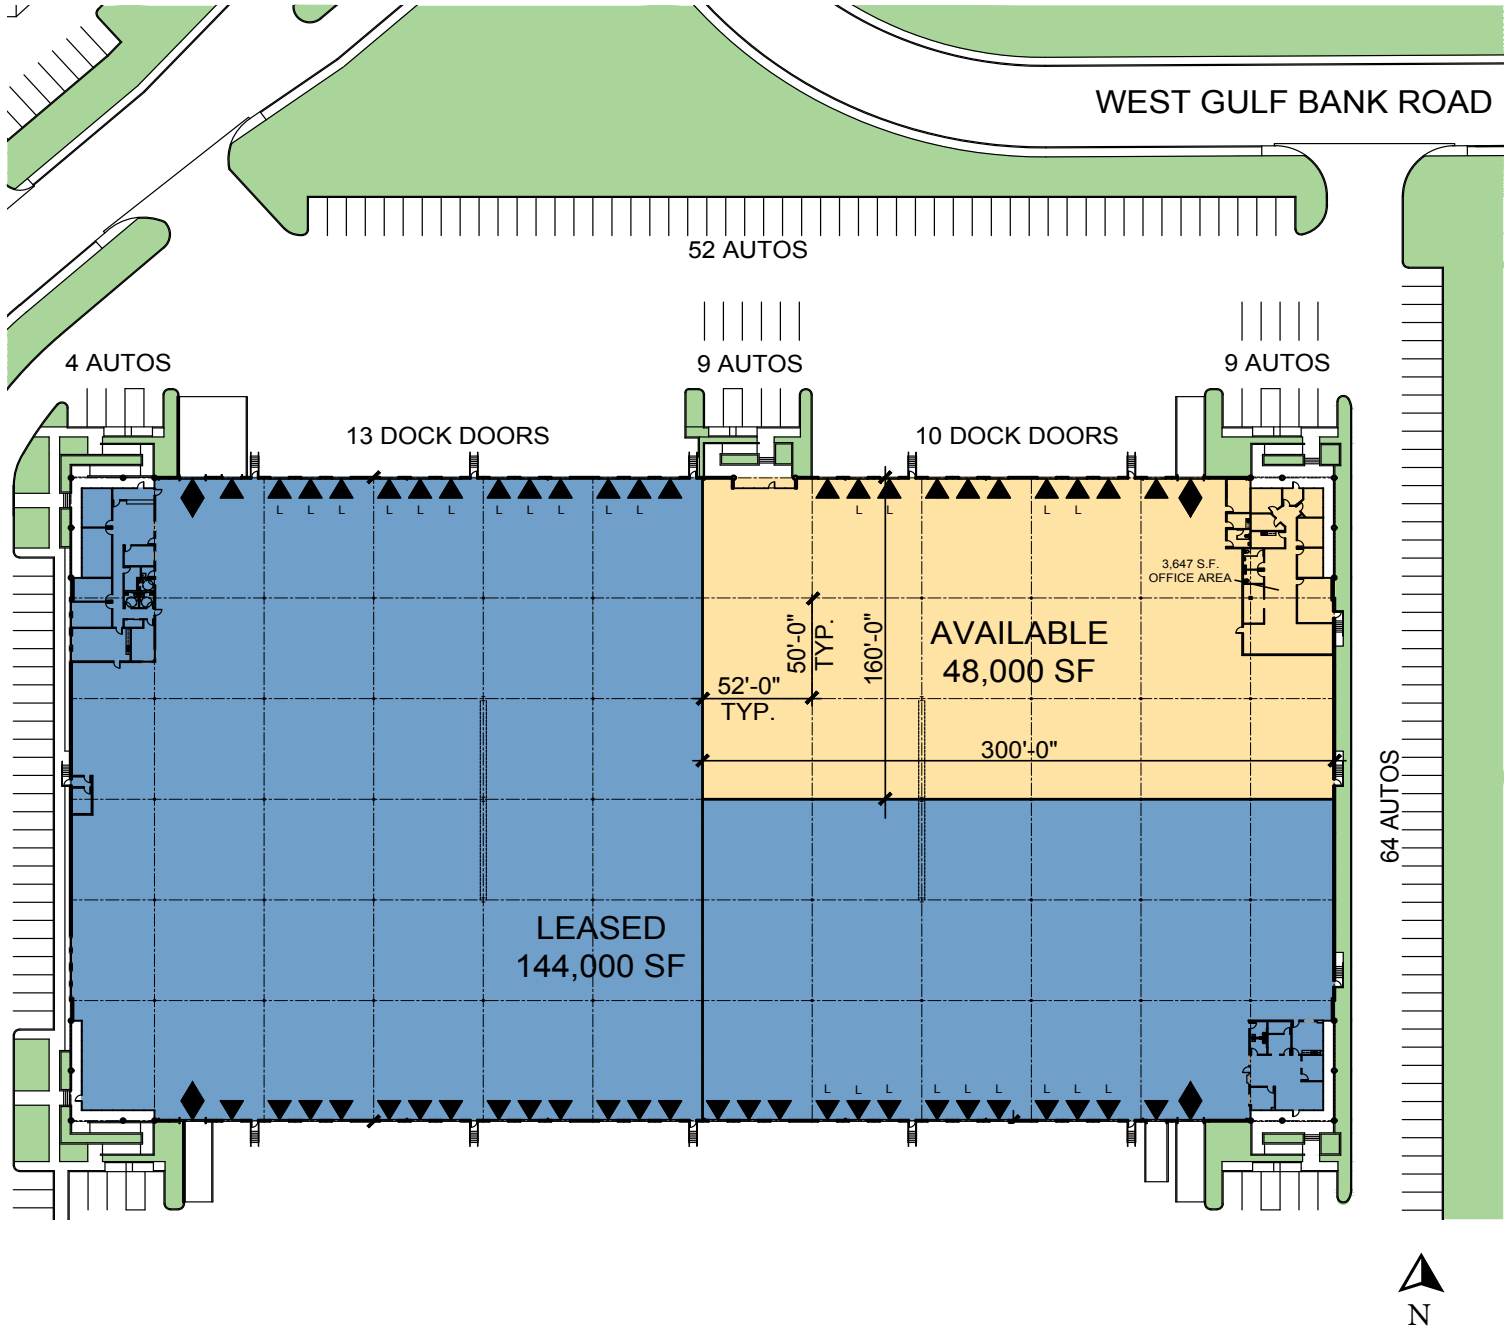 WEST GULF BANK ROAD
52 AUTOS
4 AUTOS
9 AUTOS
9 AUTOS
13 DOCK DOORS
10 DOCK DOORS
L L L L L L L L L L L
L L L L
3,647 S.F.
OFFICE AREA
50'-0"
TYP.
160'-0"
AVAILABLE
48,000 SF
52'-0"
TYP.
300'-0"
64 AUTOS
LEASED
144,000 SF
L L L L L L L L L
N